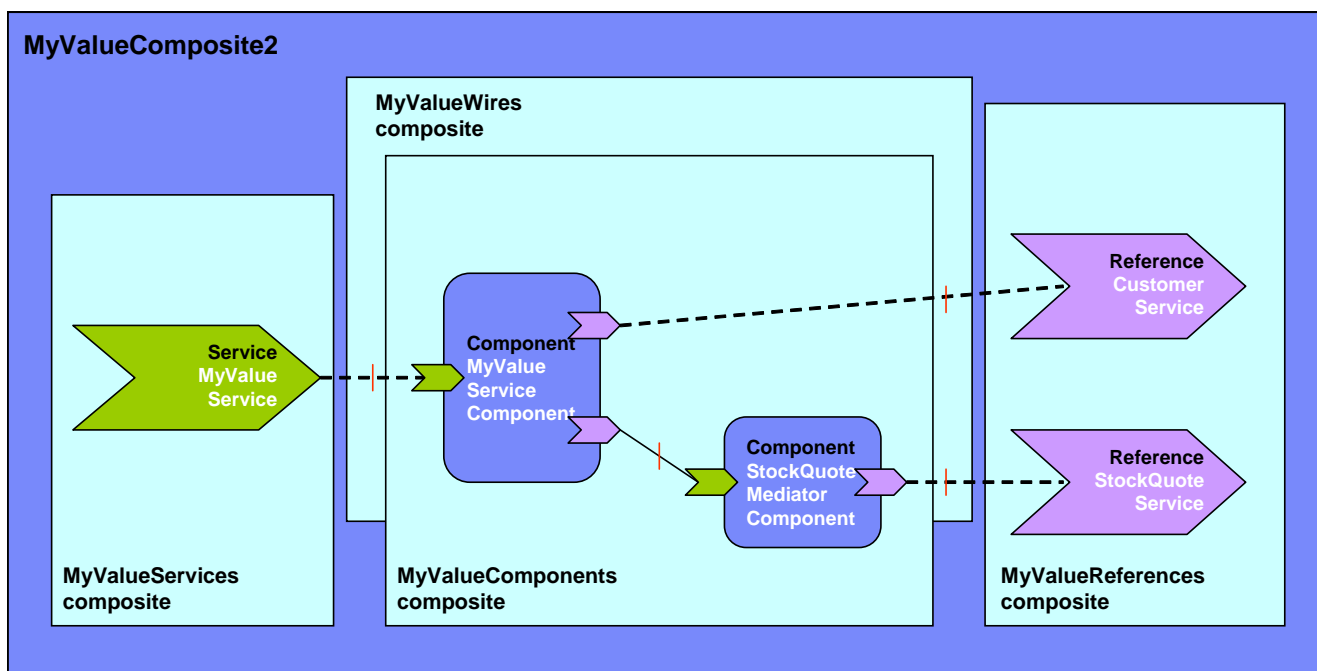 MyValueComposite2
MyValueWires
composite
Service
MyValue
Service
Component
MyValue
Service
Component
Component
StockQuote
Mediator
Component
Reference
Customer
Service
Reference
StockQuote
Service
MyValueServices
composite
MyValueComponents
composite
MyValueReferences
composite